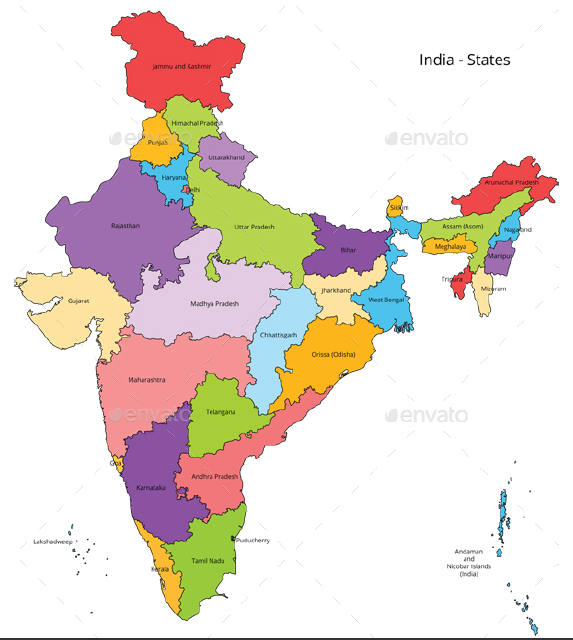 India - States
Jammu and Kashmir
Himachal Pradesh
envato
envato
Punjab
Uttarakhand
Haryana
Delhi
Arunachal Pradesh
Sikkim
Rajasthan
Uttar Pradesh
Assam (Asom)
Nagaland
Bihar
Meghalaya
Manipur
Tripura
Mizoram
Jharkhand
West Bengal
Gujarat
Madhya Pradesh
Chhattisgarh
Orissa (Odisha)
Maharashtra
Telangana
envato
envato
Goa
Andhra Pradesh
Karnataka
Lakshadweep
Puducherry
Tamil Nadu
Kerala
Andaman
and
Nicobar Islands
(India)